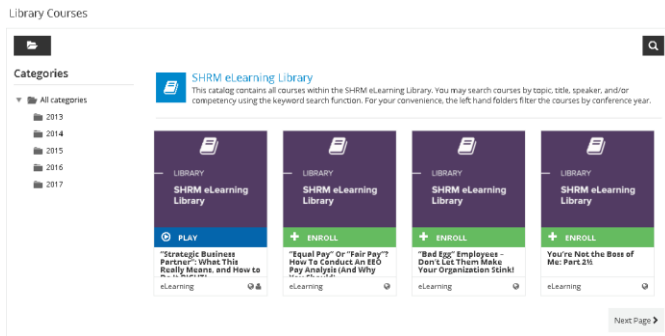 Library Courses
Categories
All categories
2013
2014
2015
2016
2017
SHRM eLearning Library
This catalog contains all courses within the SHRM eLearning Library. You may search courses by topic, title, speaker, and/or
competency using the keyword search function. For your convenience, the left hand folders filter the courses by conference year.
LIBRARY
SHRM eLearning
Library
PLAY
"Strategic Business
Partner": What This
Really Means, and How to
Do It RIGHT!
eLearning
LIBRARY
SHRM eLearning
Library
ENROLL
"Equal Pay" Or "Fair Pay"?
How To Conduct An EEO
Pay Analysis (And Why
You Should)
eLearning
LIBRARY
SHRM eLearning
Library
ENROLL
"Bad Egg" Employees –
Don't Let Them Make
Your Organization Stink!
eLearning
LIBRARY
SHRM eLearning
Library
ENROLL
You're Not the Boss of
Me: Part 2½
eLearning
Next Page